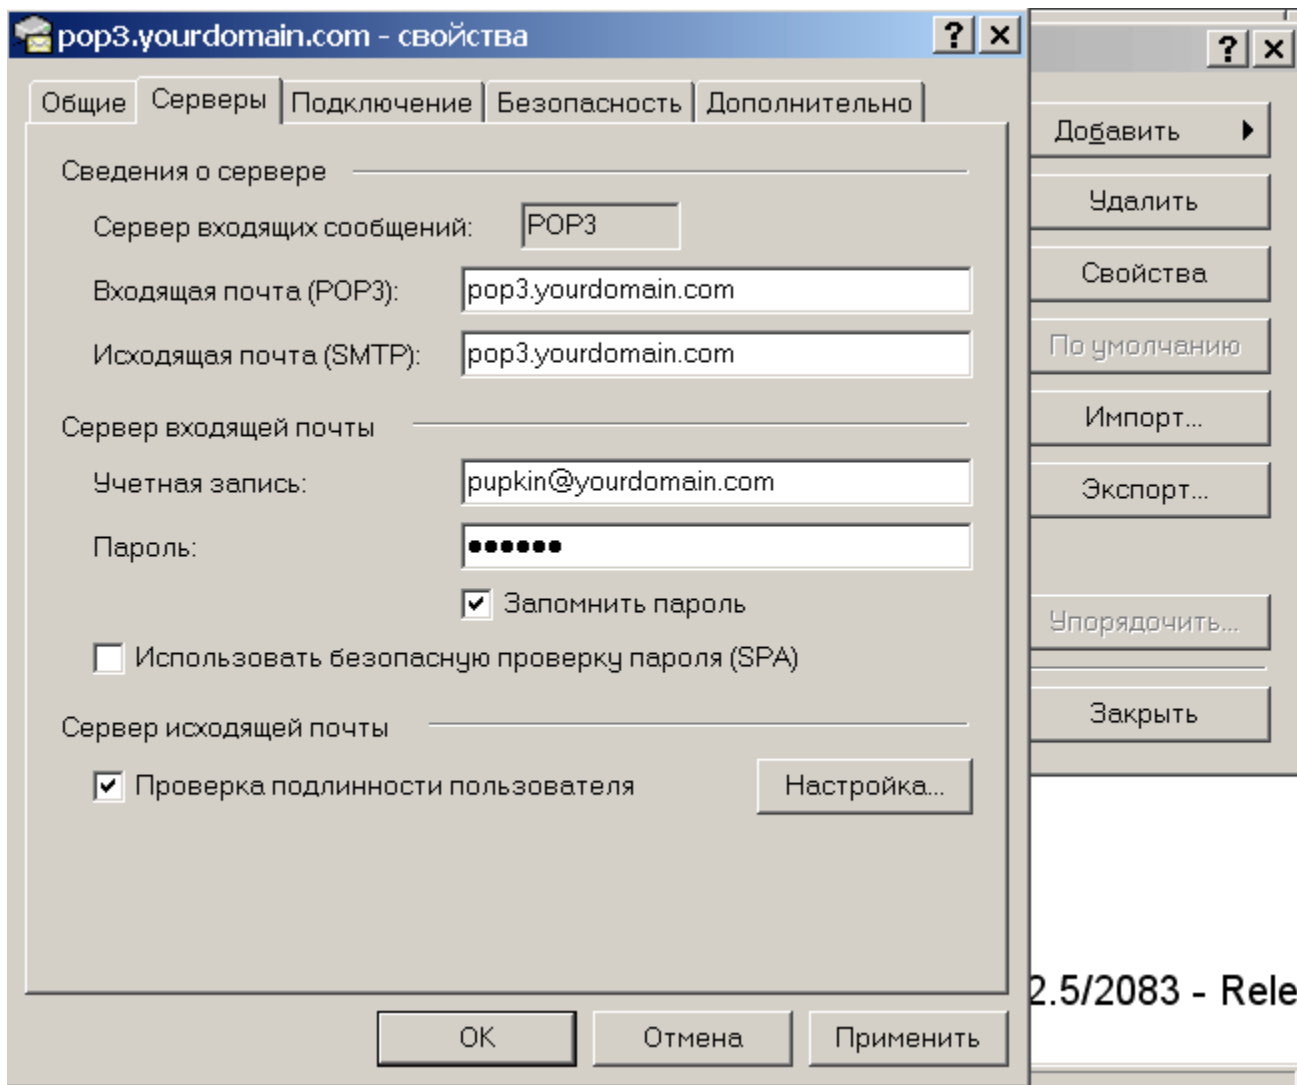 pop3.yourdomain.com - свойства
Общие Серверы Подключение Безопасность Дополнительно
Сведения о сервере
Сервер входящих сообщений: POP3
Входящая почта (POP3): pop3.yourdomain.com
Исходящая почта (SMTP): pop3.yourdomain.com
Сервер входящей почты
Учетная запись: pupkin@yourdomain.com
Пароль: ●●●●●●
Запомнить пароль
Использовать безопасную проверку пароля (SPA)
Сервер исходящей почты
Проверка подлинности пользователя Настройка...
OK Отмена Применить
Добавить
Удалить
Свойства
По умолчанию
Импорт...
Экспорт...
Упорядочить...
Закрыть
2.5/2083 - Rele